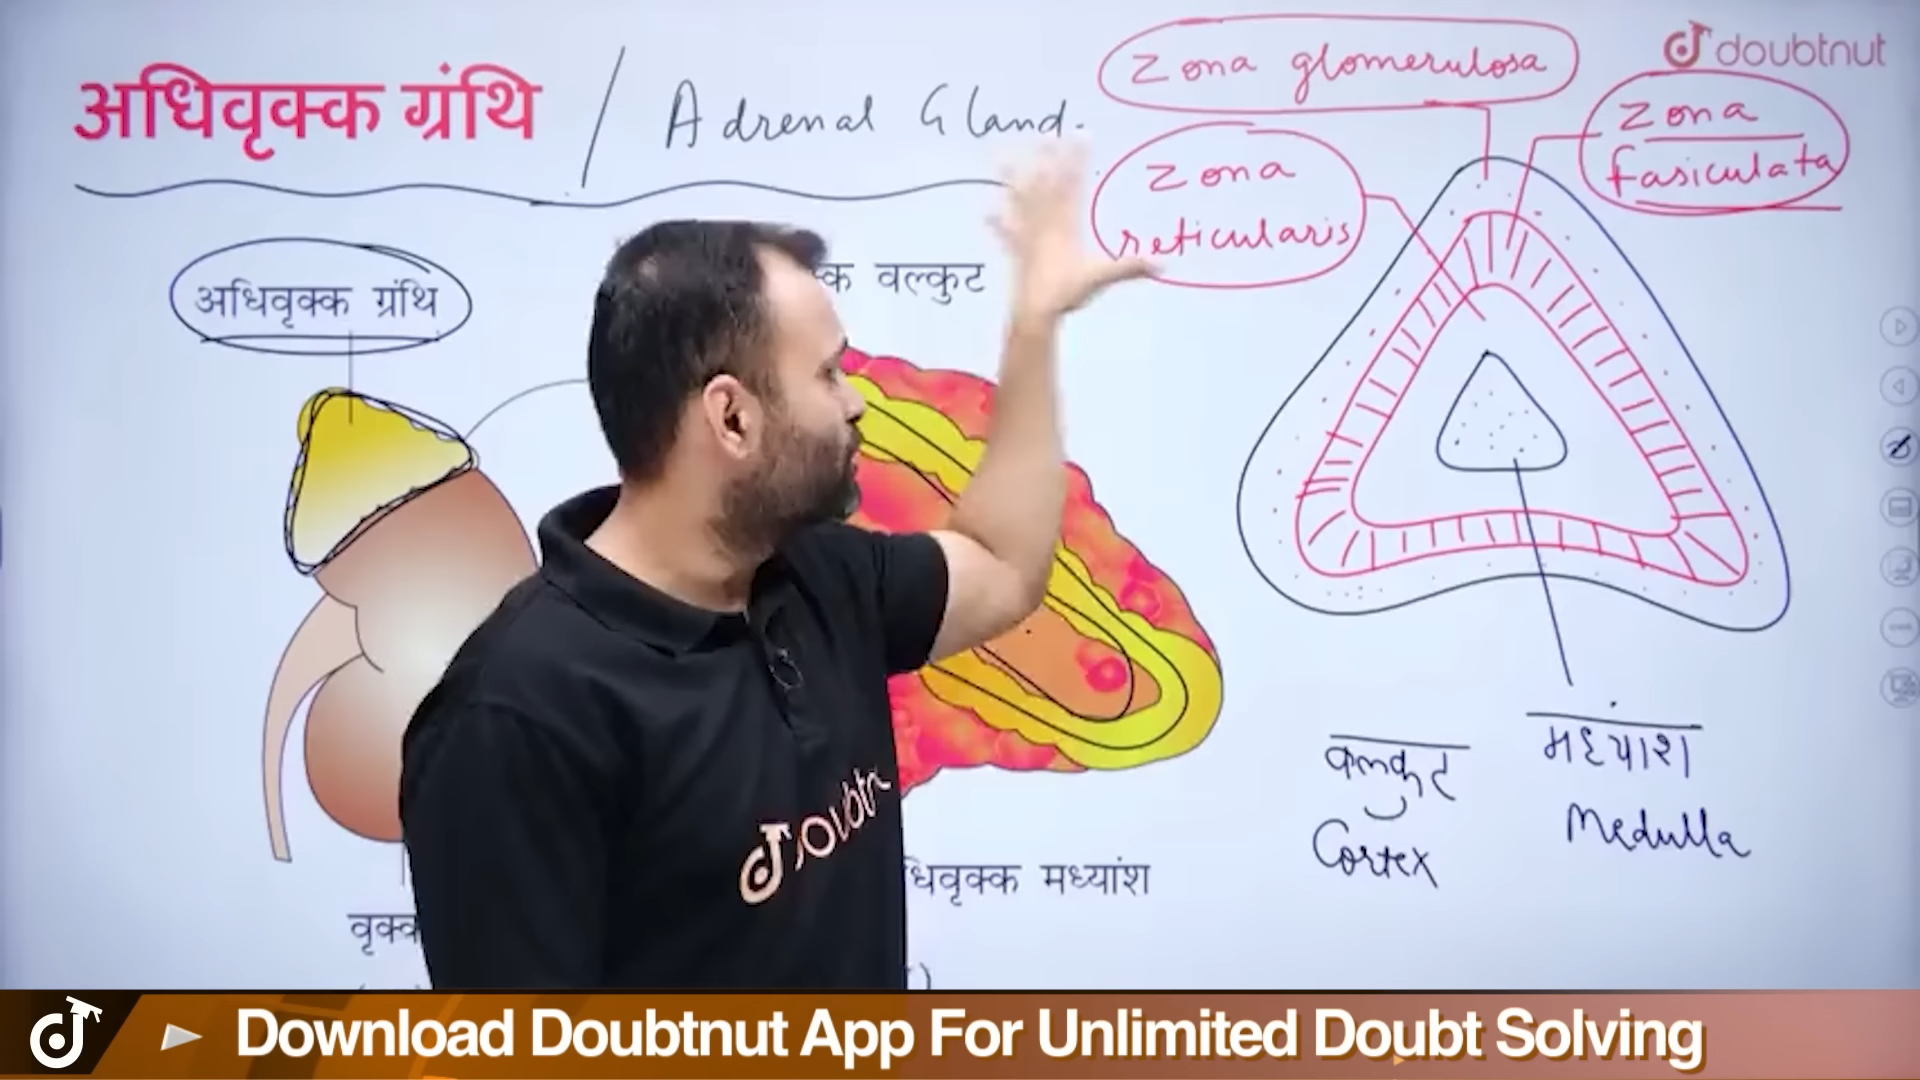 अधिवृक्क ग्रंथि / Adrenal Gland.
zona glomerulosa
doubtnut
zona
fasiculata
zona
reticularis
अधिवृक्क ग्रंथि
वल्कुट
मध्यांश
Medulla
Cortex
मध्यांश
Download Doubtnut App For Unlimited Doubt Solving